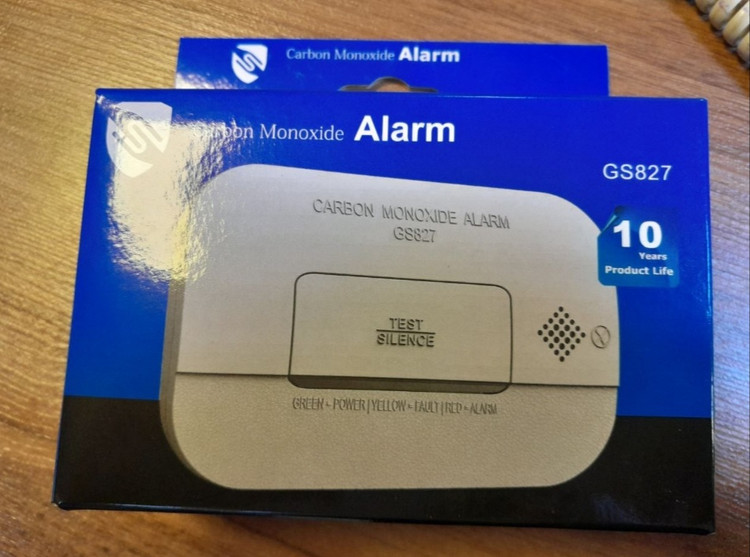 Carbon Monoxide Alarm
Carbon Monoxide Alarm
GS827
10
Years
Product Life
CARBON MONOXIDE ALARM
GS827
TEST
SILENCE
GREEN - POWER | YELLOW - FAULT | RED - ALARM